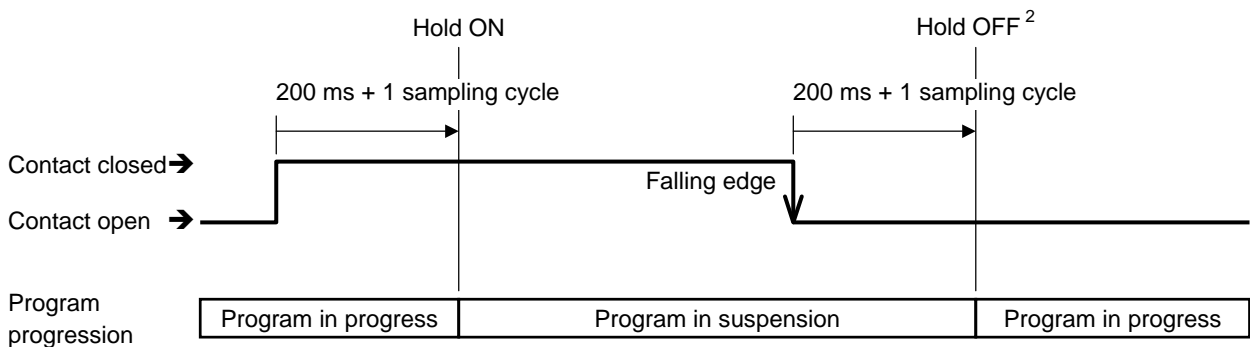 Hold ON
Hold OFF 2
200 ms + 1 sampling cycle
200 ms + 1 sampling cycle
Contact closed➔
Falling edge
Contact open ➔
Program
progression
Program in progress
Program in suspension
Program in progress